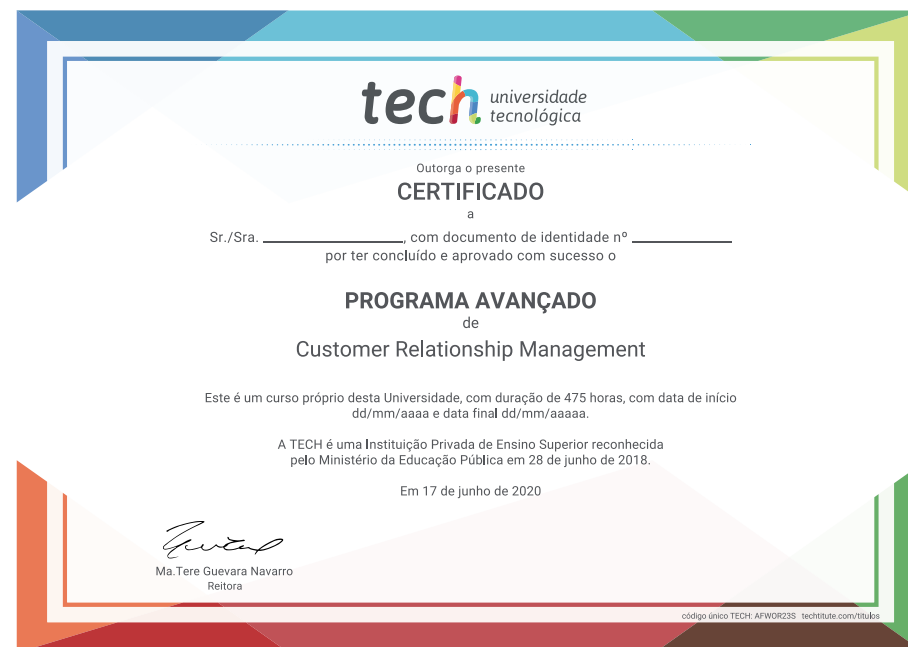 tech universidade
tecnológica
Outorga o presente
CERTIFICADO
a
Sr./Sra. ____________, com documento de identidade nº ____________
por ter concluído e aprovado com sucesso o
PROGRAMA AVANÇADO
de
Customer Relationship Management
Este é um curso próprio desta Universidade, com duração de 475 horas, com data de início
dd/mm/aaaa e data final dd/mm/aaaaa.
A TECH é uma Instituição Privada de Ensino Superior reconhecida
pelo Ministério da Educação Pública em 28 de junho de 2018.
Em 17 de junho de 2020
Ma.Tere Guevara Navarro
Reitora
código único TECH: AFWOR23S techtitute.com/titulos